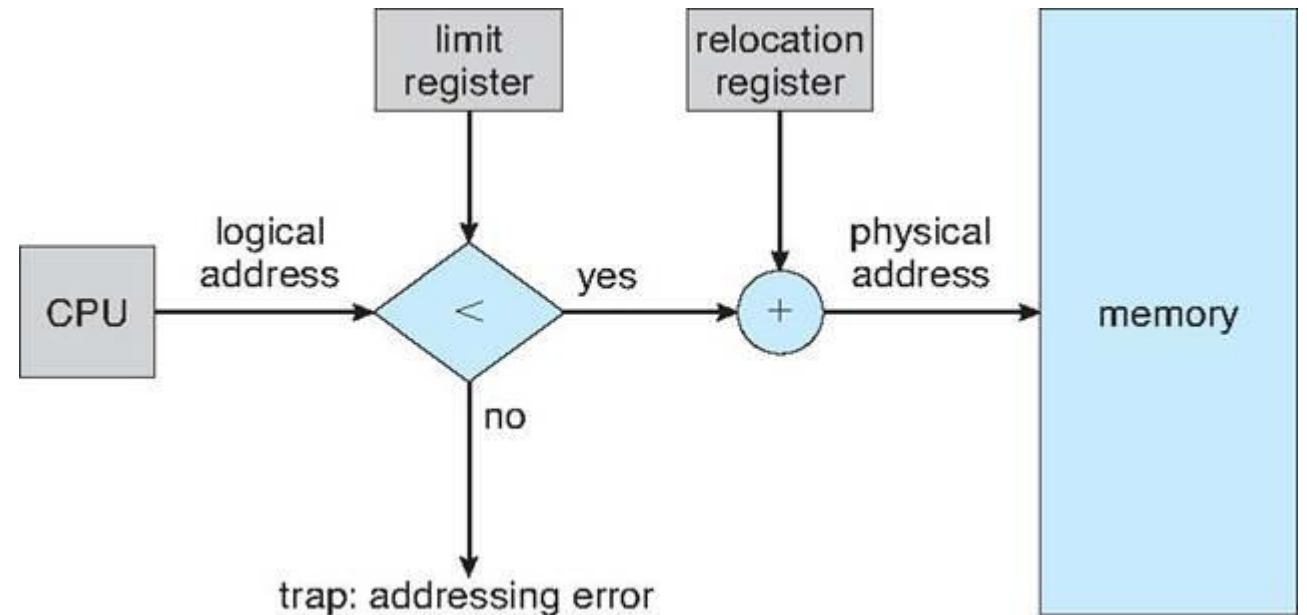 limit
register
relocation
register
logical
address
physical
address
CPU
<
yes
+
memory
no
trap: addressing error